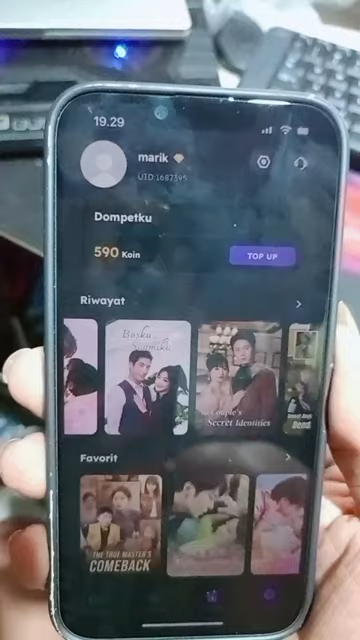 19.29
marik
UID:1687395
Dompetku
590 Koin
TOP UP
Riwayat
Bosku
Suamiku
Couple's
Secret Identities
Favorit
THE TRUE MASTER'S
COMEBACK